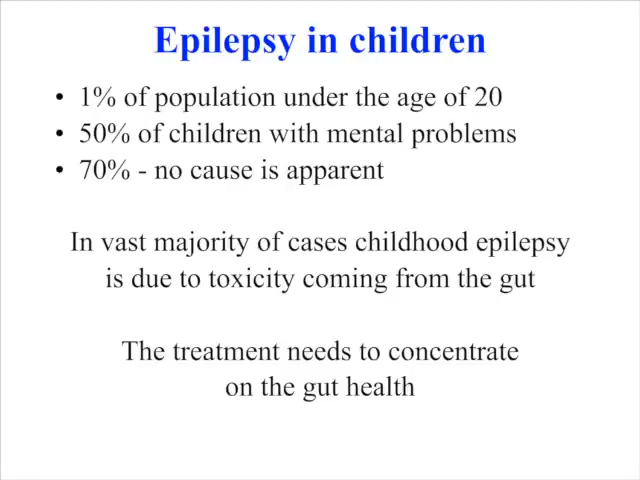 Epilepsy in children
• 1% of population under the age of 20
• 50% of children with mental problems
• 70% - no cause is apparent
In vast majority of cases childhood epilepsy
is due to toxicity coming from the gut
The treatment needs to concentrate
on the gut health